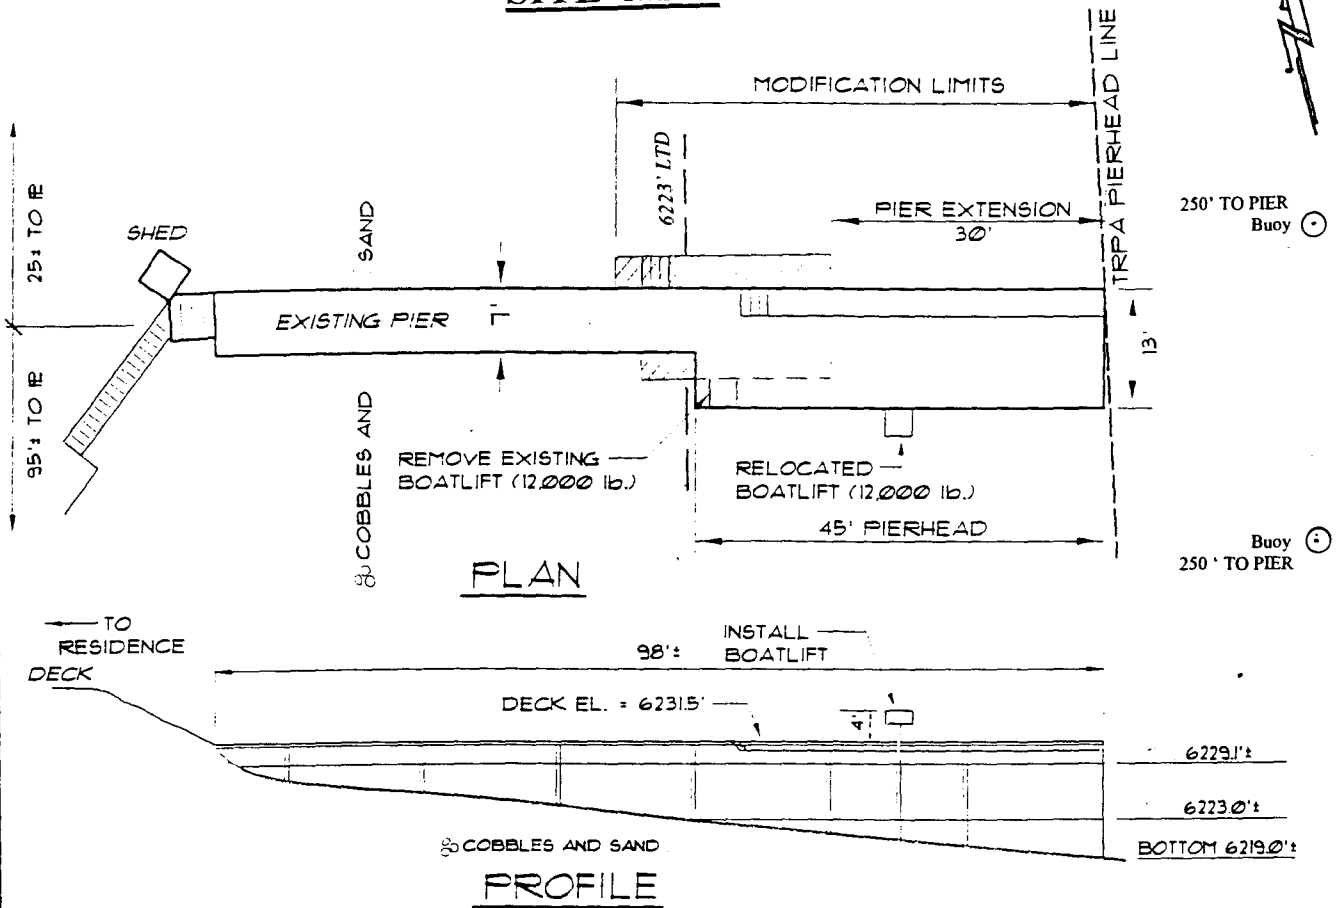 MODIFICATION LIMITS
TRPA PIERHEAD LINE
6223' LTD
PIER EXTENSION
30'
250' TO PIER
Buoy
25'± TO PL
SHED
SAND
EXISTING PIER
13'
95'± TO PL
COBBLES AND
REMOVE EXISTING
BOATLIFT (12,000 lb.)
RELOCATED
BOATLIFT (12,000 lb.)
45' PIERHEAD
Buoy
250 ' TO PIER
PLAN
TO
RESIDENCE
DECK
98'±
INSTALL
BOATLIFT
DECK EL. = 6231.5'
4'
6229.1'±
6223.0'±
COBBLES AND SAND
BOTTOM 6219.0'±
PROFILE